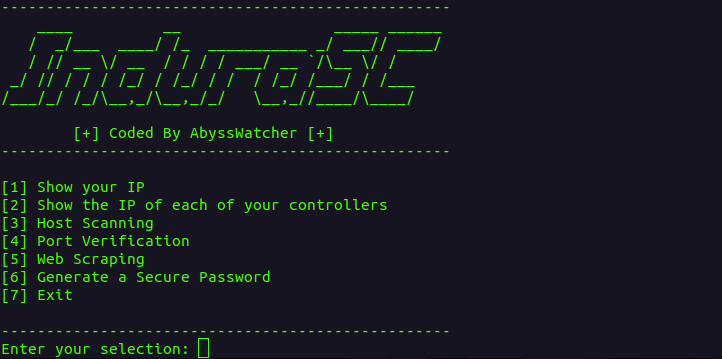 InduraSC
[+] Coded By AbyssWatcher [+]
[1] Show your IP
[2] Show the IP of each of your controllers
[3] Host Scanning
[4] Port Verification
[5] Web Scraping
[6] Generate a Secure Password
[7] Exit
Enter your selection: